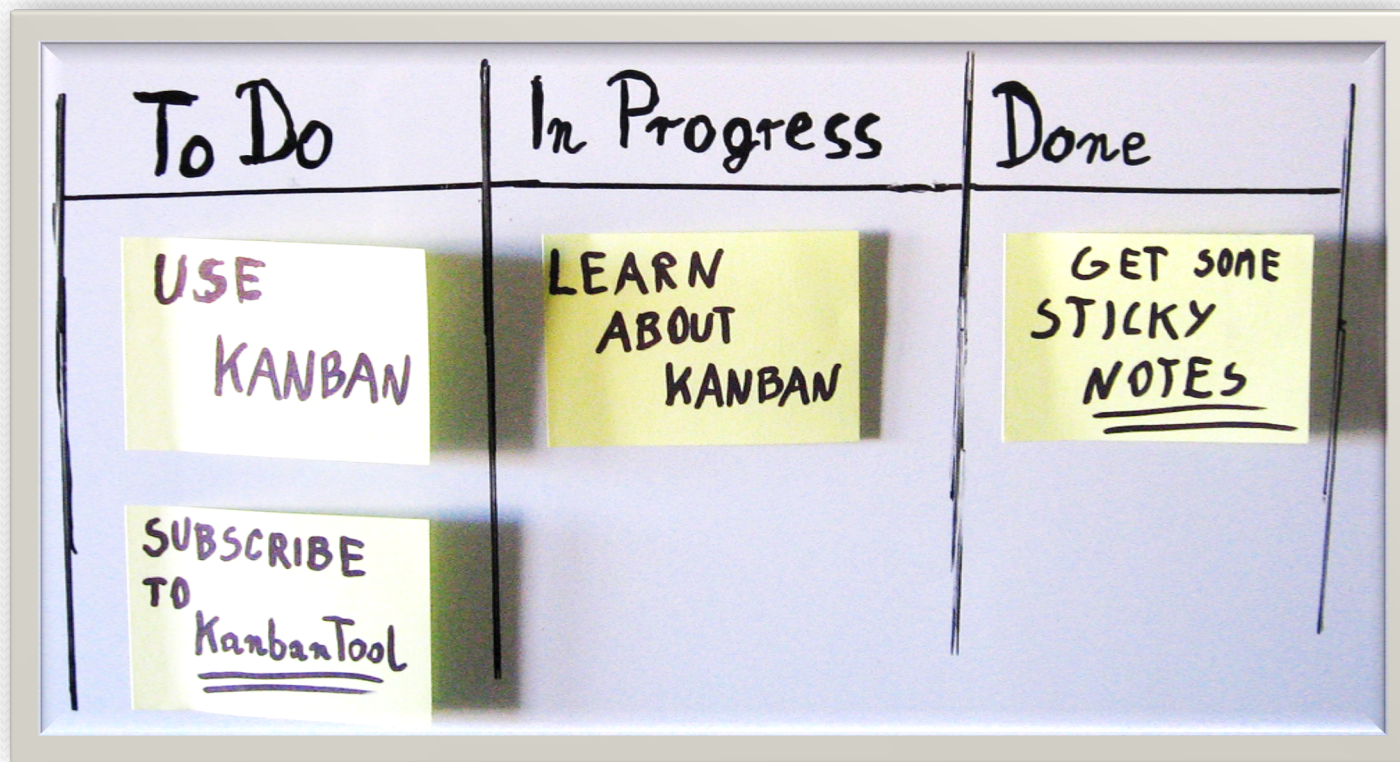 To Do
In Progress
Done
USE
KANBAN
SUBSCRIBE
TO
KanbanTool
LEARN
ABOUT
KANBAN
GET SOME
STICKY
NOTES